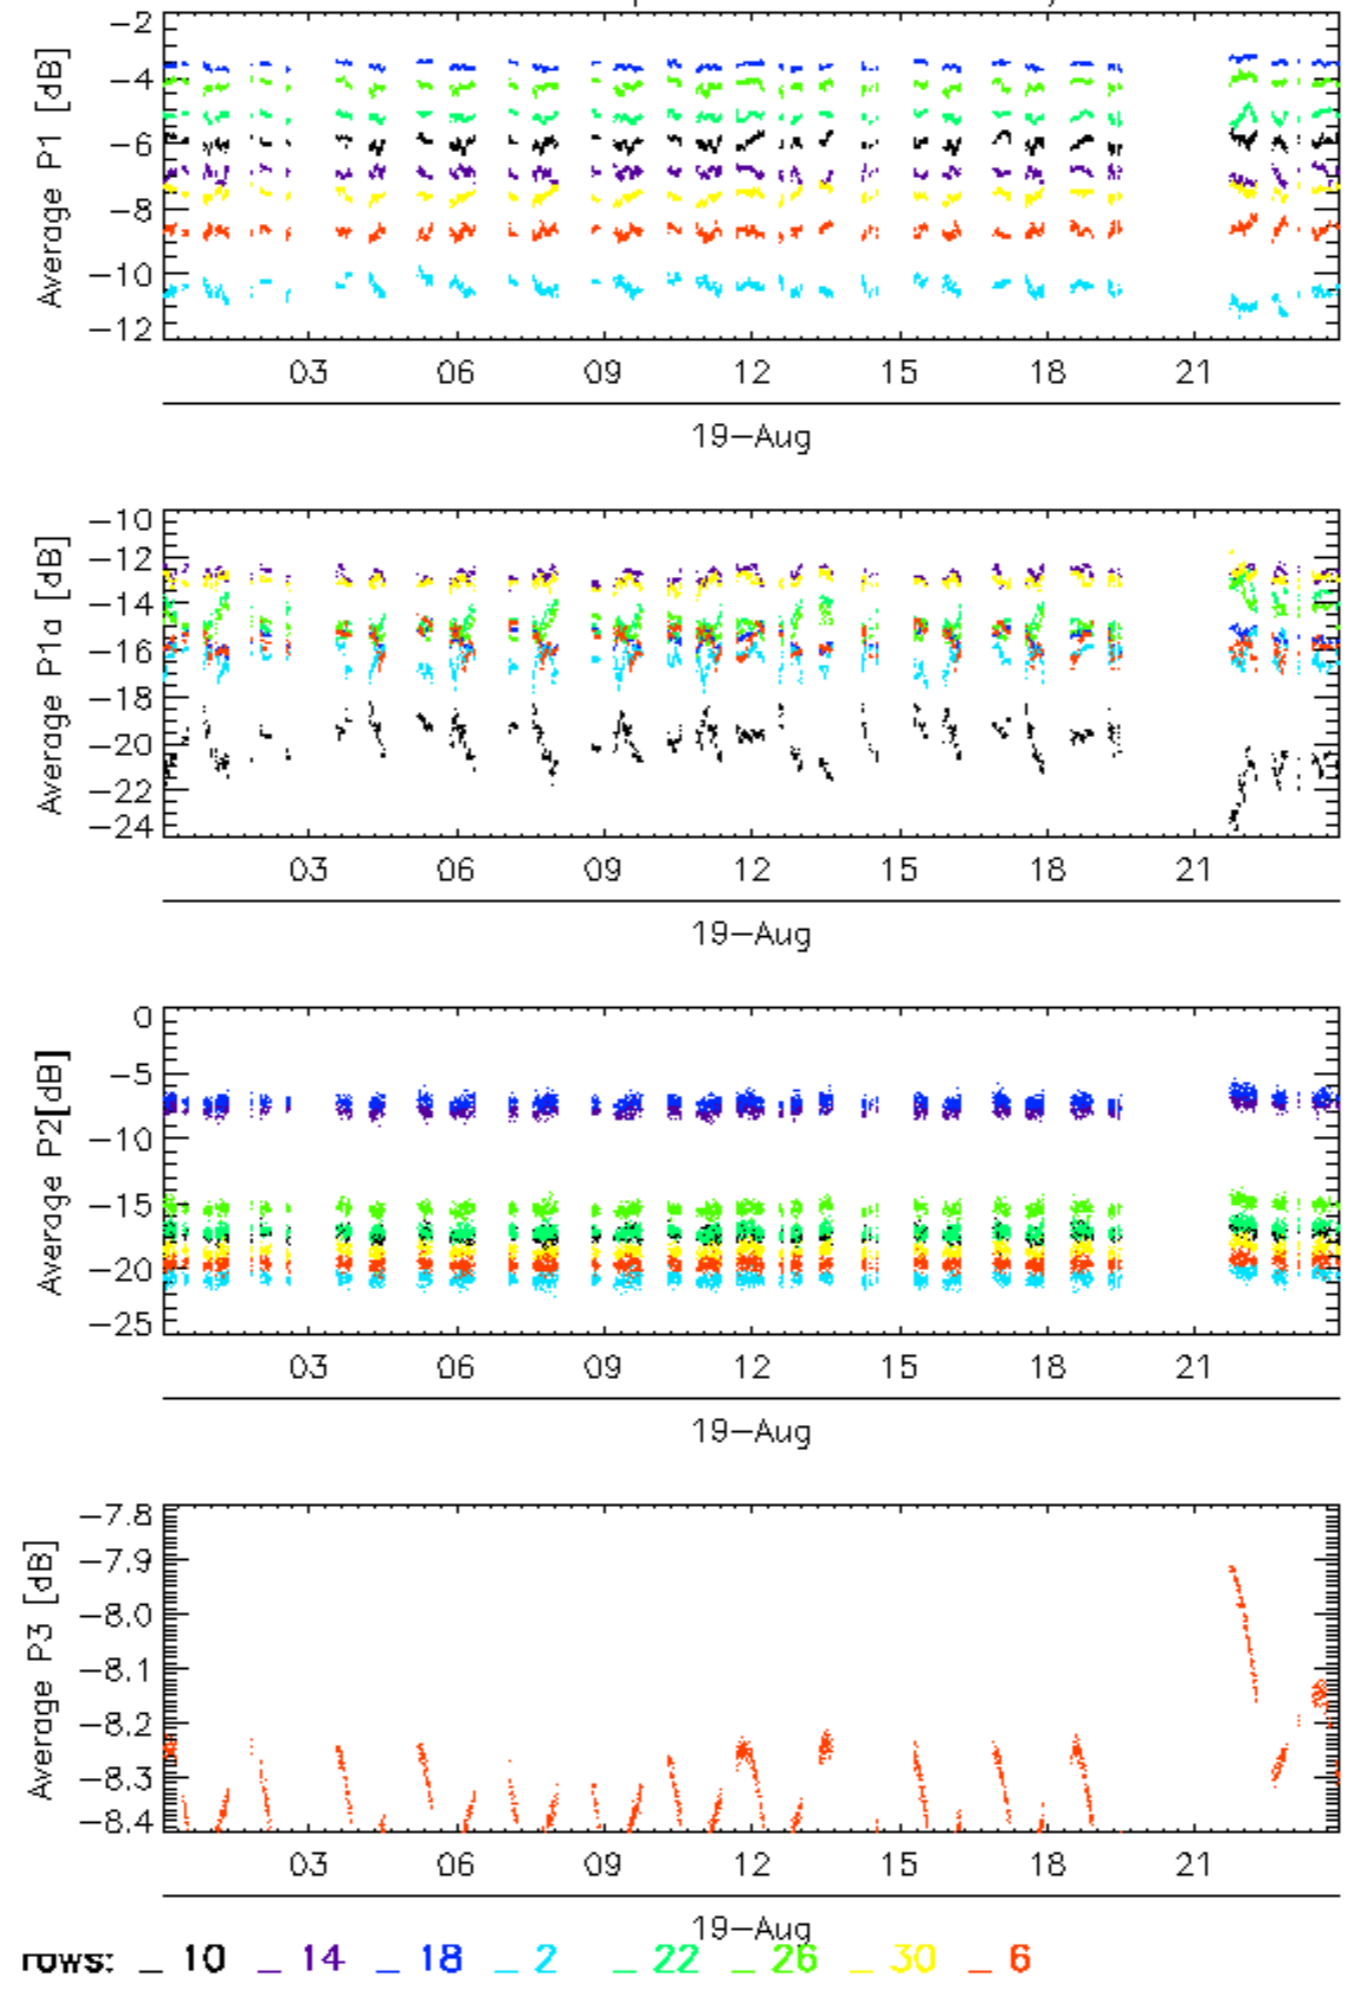 Average P1 [dB]
-2
-4
-6
-8
-10
-12
03 06 09 12 15 18 21
19-Aug
Average P1a [dB]
-10
-12
-14
-16
-18
-20
-22
-24
03 06 09 12 15 18 21
19-Aug
Average P2[dB]
0
-5
-10
-15
-20
-25
03 06 09 12 15 18 21
19-Aug
Average P3 [dB]
-7.8
-7.9
-8.0
-8.1
-8.2
-8.3
-8.4
03 06 09 12 15 18 21
19-Aug
rows: _ 10 _ 14 _ 18 _ 2 _ 22 _ 26 _ 30 _ 6